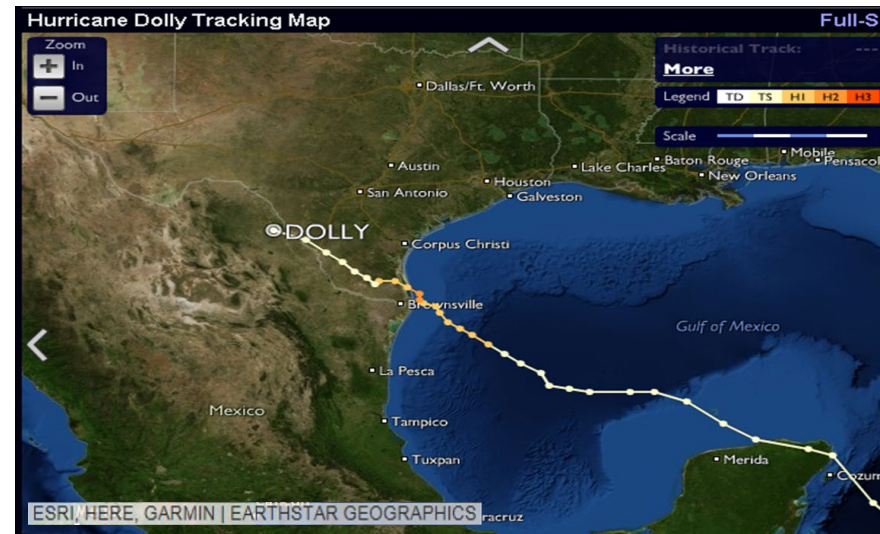 Hurricane Dolly Tracking Map
Full-S
Zoom
In
Out
Historical Track:
More
Legend TD TS H1 H2 H3
Scale
Dallas/Ft. Worth
Austin
San Antonio
Houston
Galveston
Lake Charles
Baton Rouge
New Orleans
Mobile
Pensacol
DOLLY
Corpus Christi
Brownsville
Gulf of Mexico
La Pesca
Mexico
Tampico
Tuxpan
Merida
Cozum
ESRI, HERE, GARMIN | EARTHSTAR GEOGRAPHICS
racruz